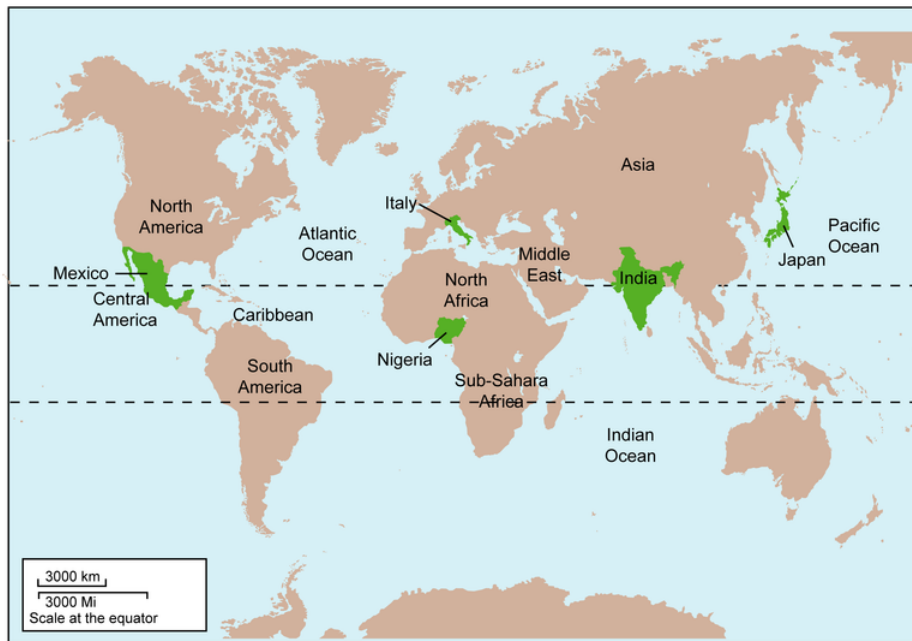 Asia
Italy
North
America
Atlantic
Ocean
Pacific
Ocean
Japan
Middle
East
Mexico
North
Africa
India
Central
America
Caribbean
Nigeria
South
America
Sub-Sahara
Africa
Indian
Ocean
3000 km
3000 Mi
Scale at the equator